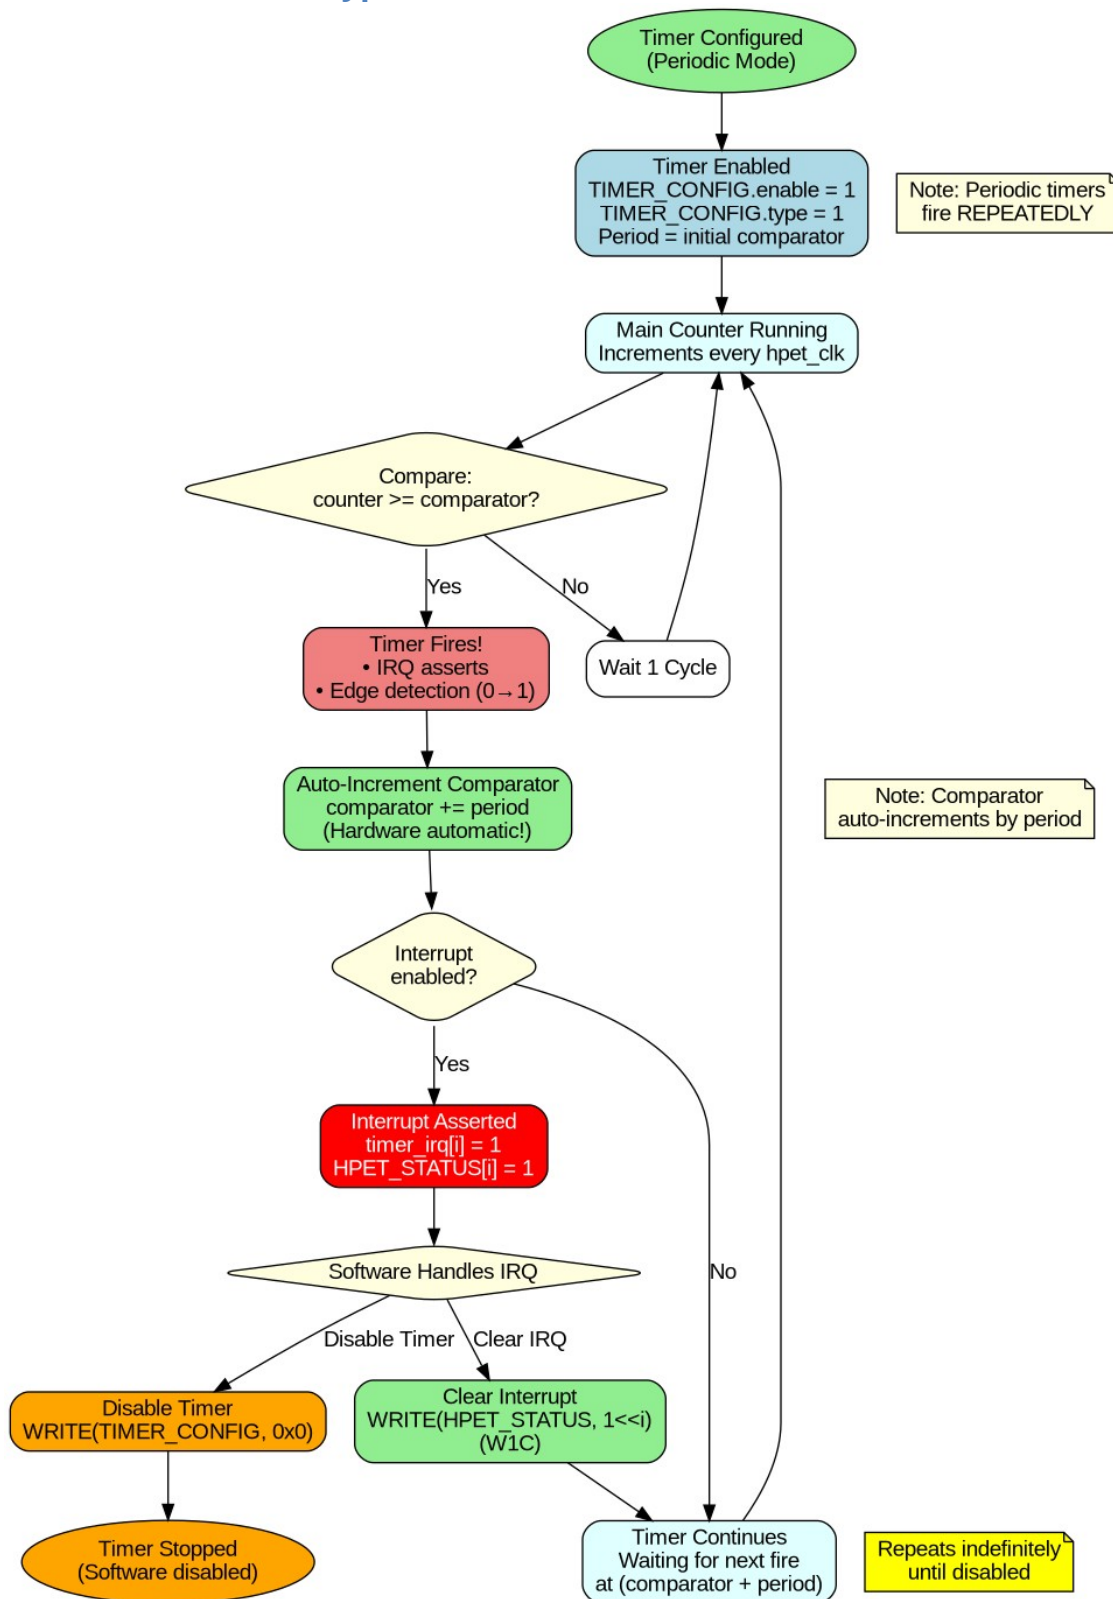 Timer Configured
(Periodic Mode)
Timer Enabled
TIMER_CONFIG.enable = 1
TIMER_CONFIG.type = 1
Period = initial comparator
Note: Periodic timers
fire REPEATEDLY
Main Counter Running
Increments every hpet_clk
Compare:
counter >= comparator?
Yes
No
Timer Fires!
• IRQ asserts
• Edge detection (0→1)
Wait 1 Cycle
Auto-Increment Comparator
comparator += period
(Hardware automatic!)
Note: Comparator
auto-increments by period
Interrupt
enabled?
Yes
Interrupt Asserted
timer_irq[i] = 1
HPET_STATUS[i] = 1
Software Handles IRQ
No
Disable Timer
Clear IRQ
Disable Timer
WRITE(TIMER_CONFIG, 0x0)
Clear Interrupt
WRITE(HPET_STATUS, 1<<i)
(W1C)
Timer Stopped
(Software disabled)
Timer Continues
Waiting for next fire
at (comparator + period)
Repeats indefinitely
until disabled